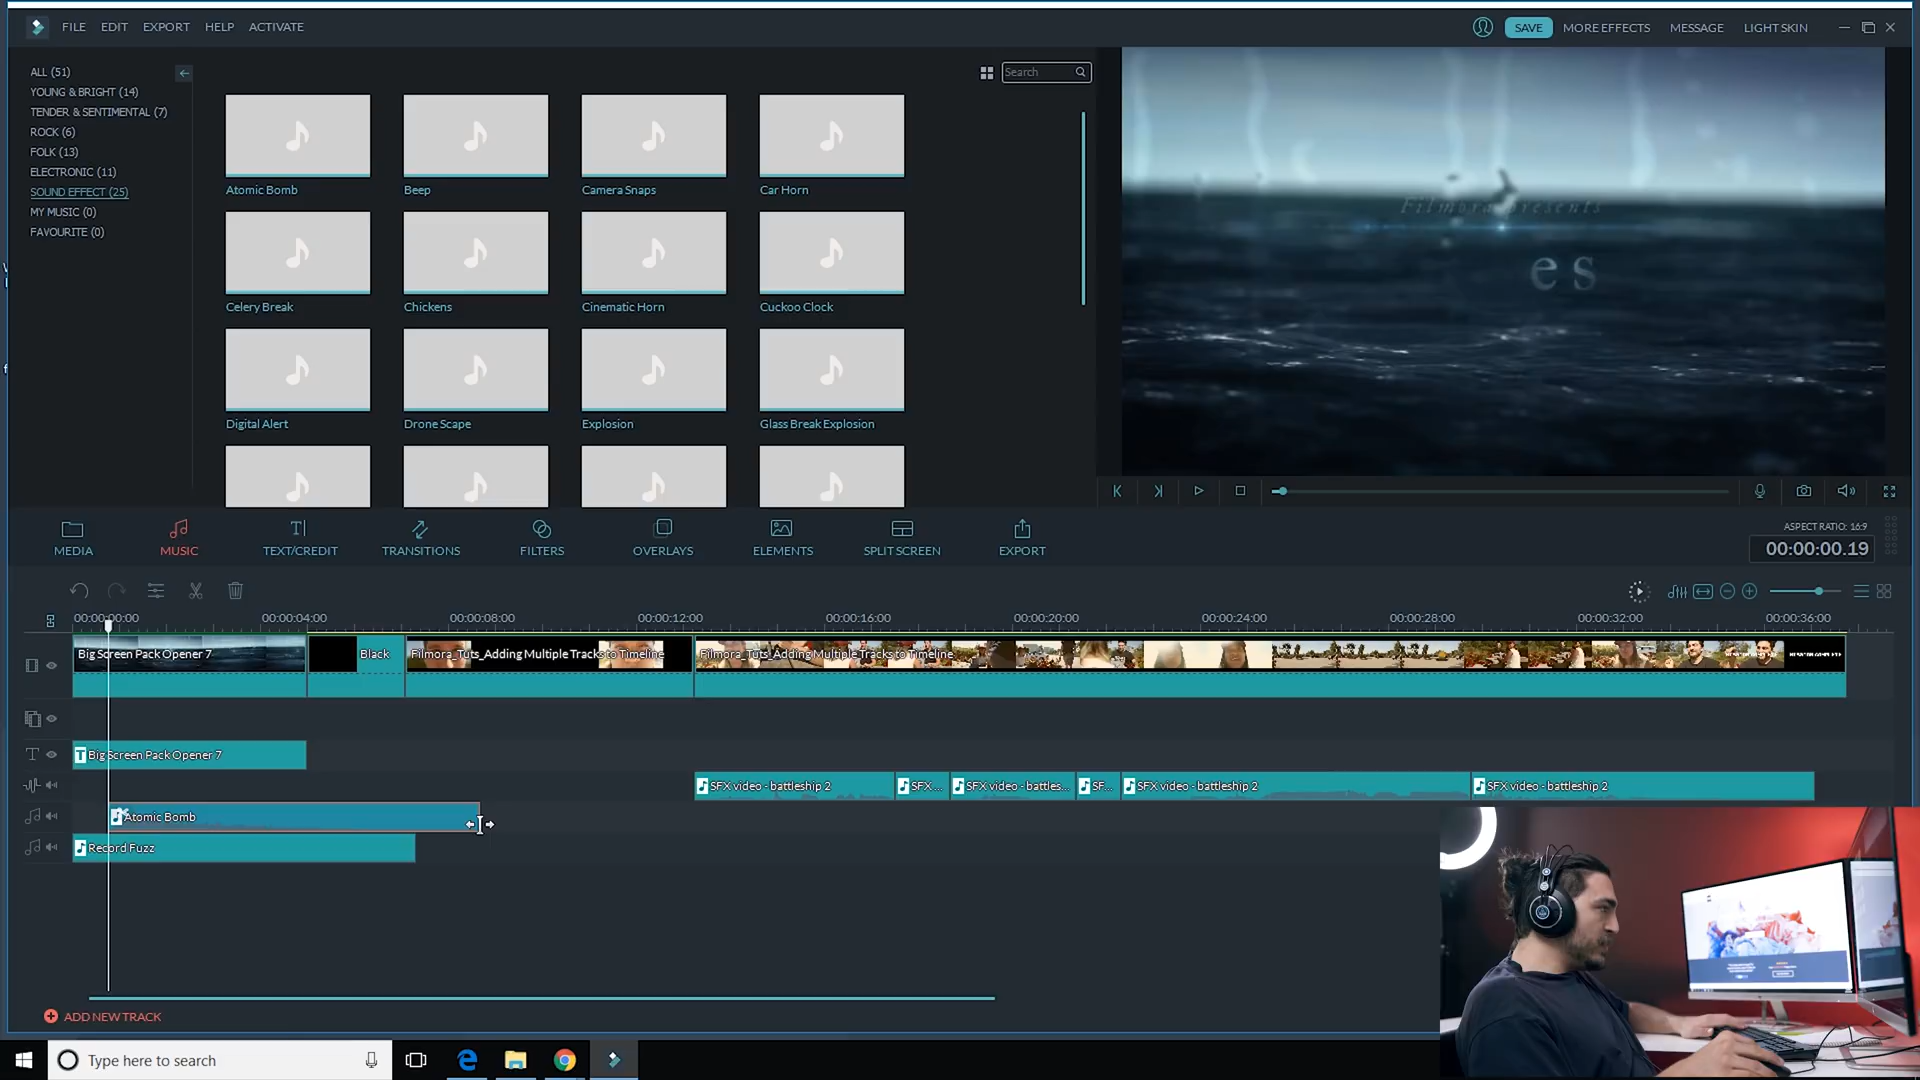 FILE EDIT EXPORT HELP ACTIVATE
SAVE MORE EFFECTS MESSAGE LIGHT SKIN
ALL (51)
YOUNG & BRIGHT (14)
TENDER & SENTIMENTAL (7)
ROCK (6)
FOLK (13)
ELECTRONIC (11)
SOUND EFFECT (25)
MY MUSIC (0)
FAVOURITE (0)
Search
Atomic Bomb Beep Camera Snaps Car Horn
Celery Break Chickens Cinematic Horn Cuckoo Clock
Digital Alert Drone Scape Explosion Glass Break Explosion
Filmora presents
es
MEDIA MUSIC TEXT/CREDIT TRANSITIONS FILTERS OVERLAYS ELEMENTS SPLIT SCREEN EXPORT
ASPECT RATIO: 16:9
00:00:00.19
00:00:00:00 00:00:04:00 00:00:08:00 00:00:12:00 00:00:16:00 00:00:20:00 00:00:24:00 00:00:28:00 00:00:32:00 00:00:36:00
Big Screen Pack Opener 7 Black Filmora_Tuts_Adding Multiple Tracks to Timeline Filmora_Tuts_Adding Multiple Tracks to Timeline
Big Screen Pack Opener 7
SFX video - battleship 2 SFX ... SFX video - battles... SF... SFX video - battleship 2 SFX video - battleship 2
Atomic Bomb
Record Fuzz
ADD NEW TRACK
Type here to search